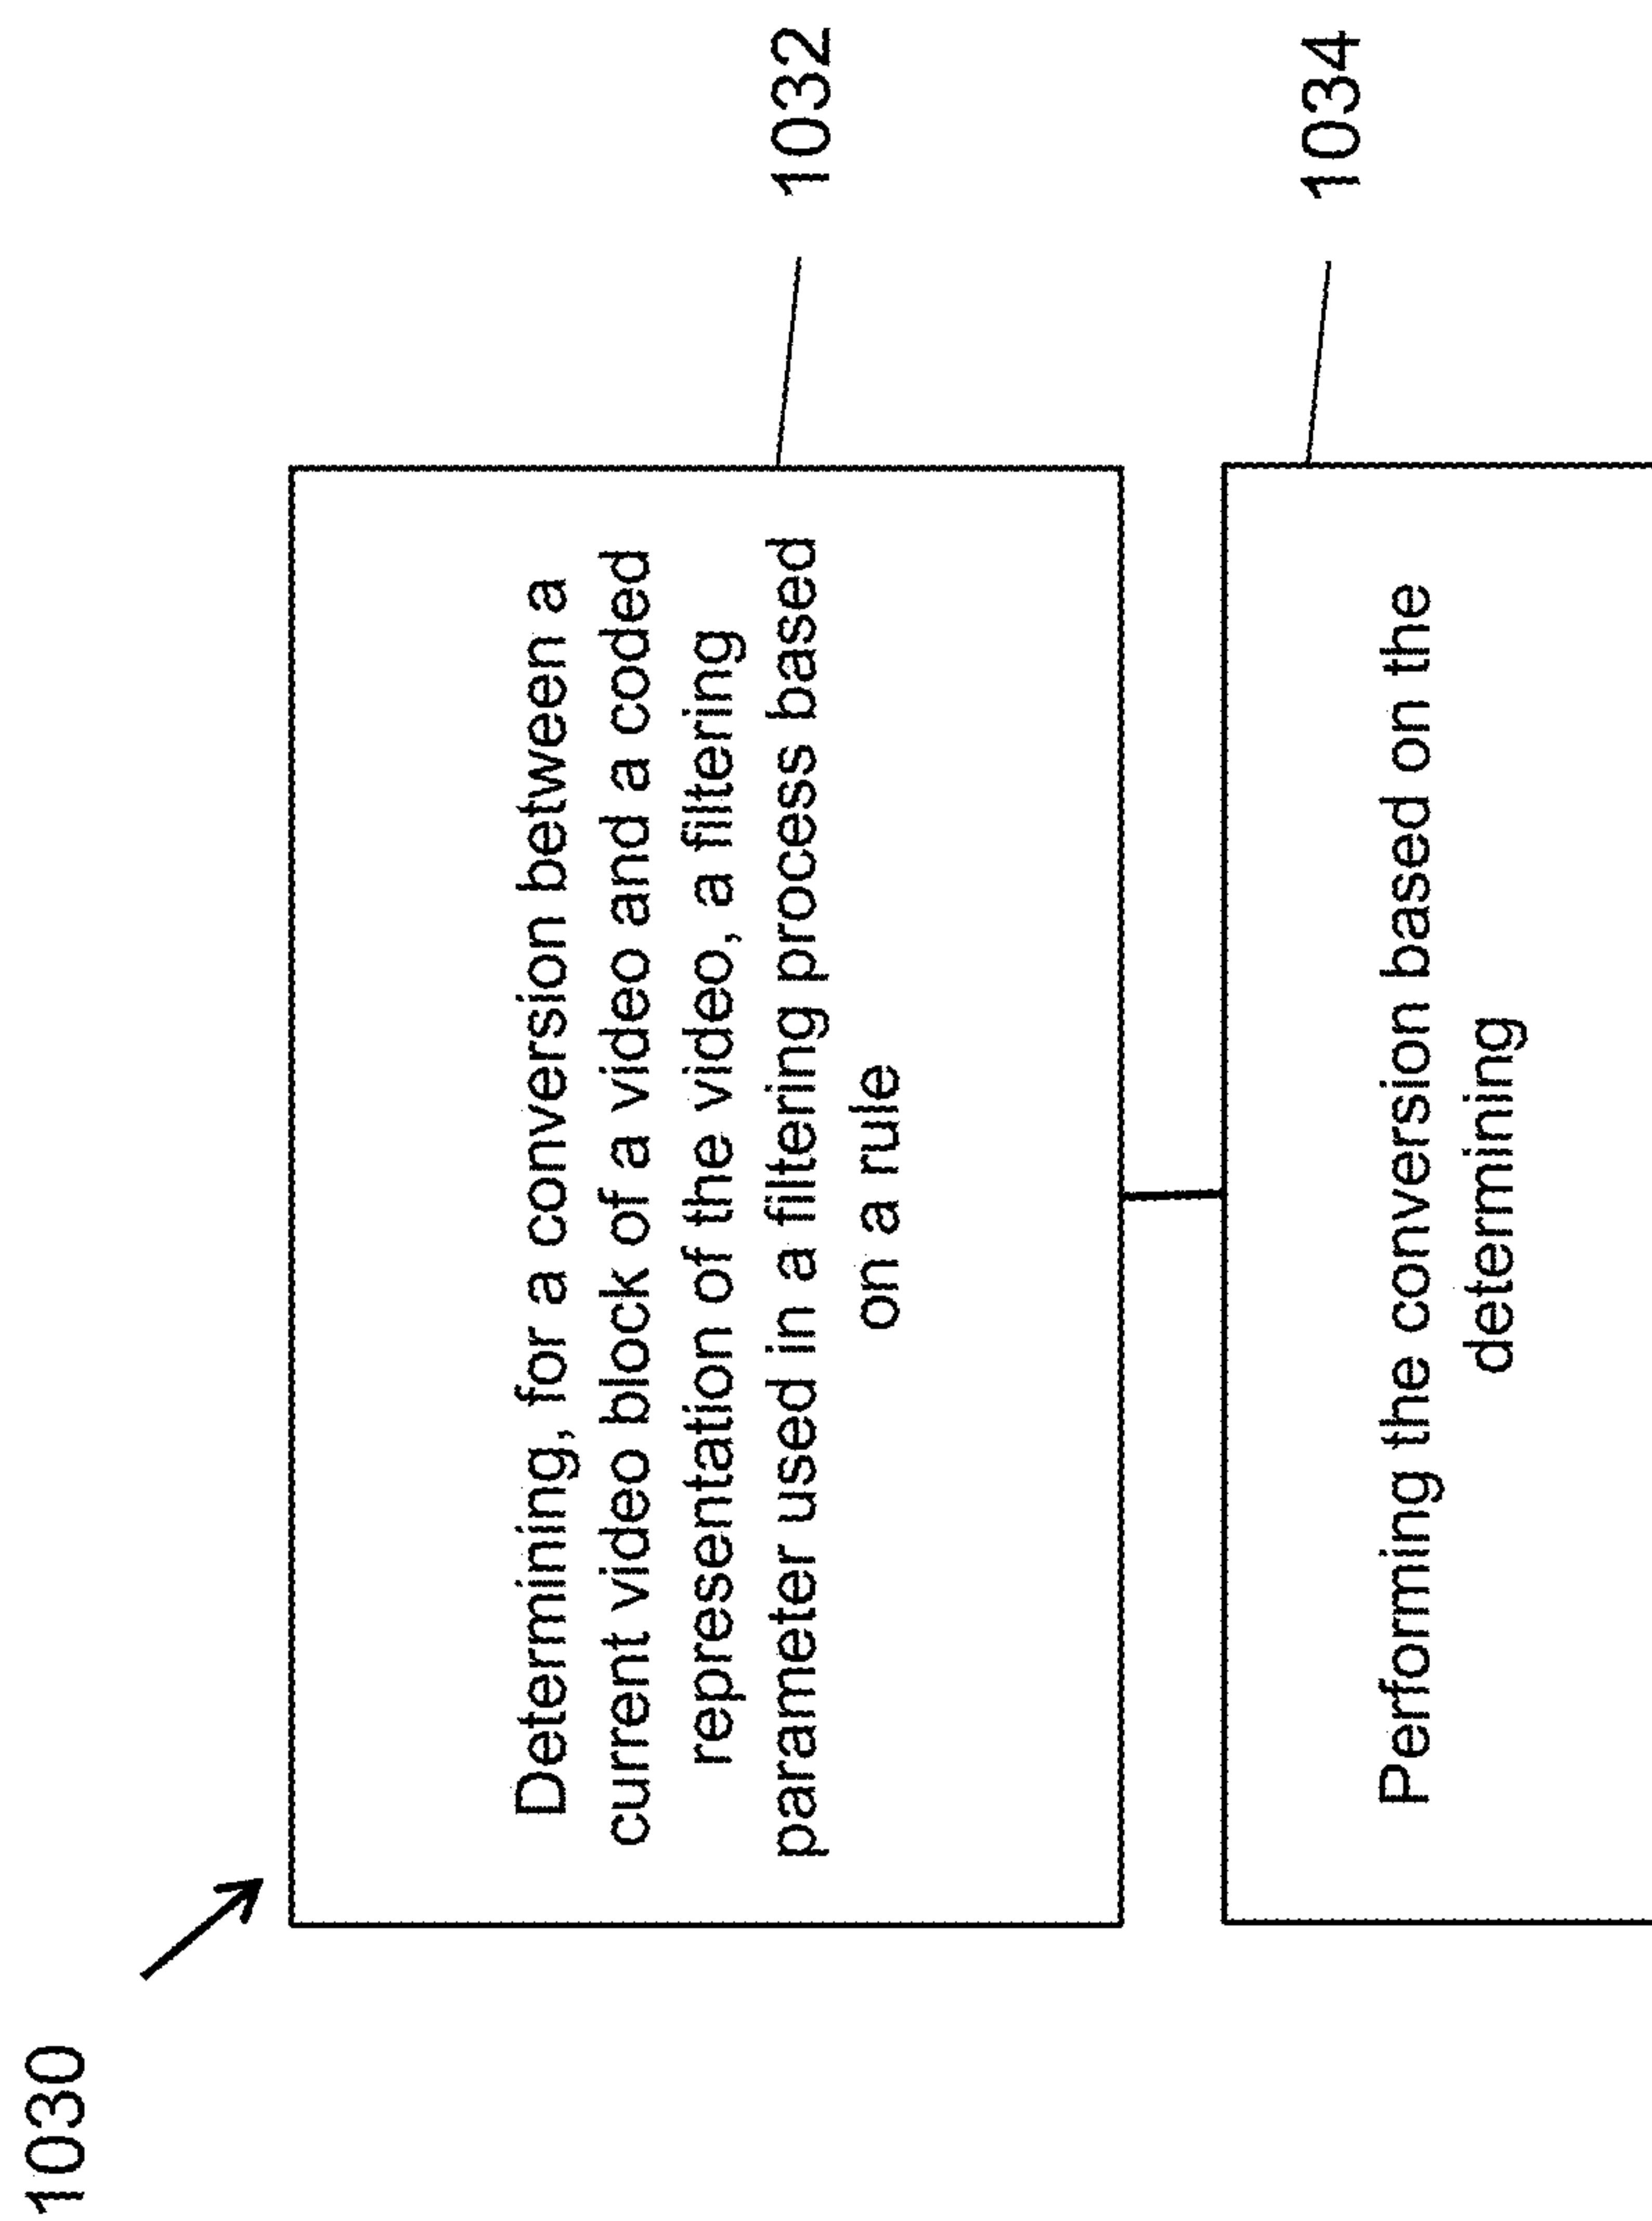 1030
Determining, for a conversion between a
current video block of a video and a coded
representation of the video, a filtering
parameter used in a filtering process based
on a rule
1032
Performing the conversion based on the
determining
1034